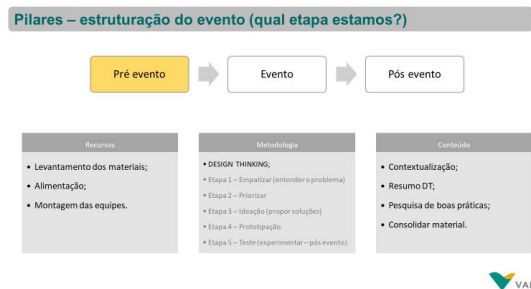 Pilares – estruturação do evento (qual etapa estamos?)
Pré evento
Evento
Pós evento
Recursos
• Levantamento dos materiais;
• Alimentação;
• Montagem das equipes.
Metodologia
• DESIGN THINKING;
• Etapa 1 – Empatizar (entender o problema)
• Etapa 2 – Priorizar
• Etapa 3 – Ideação (propor soluções)
• Etapa 4 – Prototipação
• Etapa 5 – Teste (experimentar – pós evento)
Conteúdo
• Contextualização;
• Resumo DT;
• Pesquisa de boas práticas;
• Consolidar material.